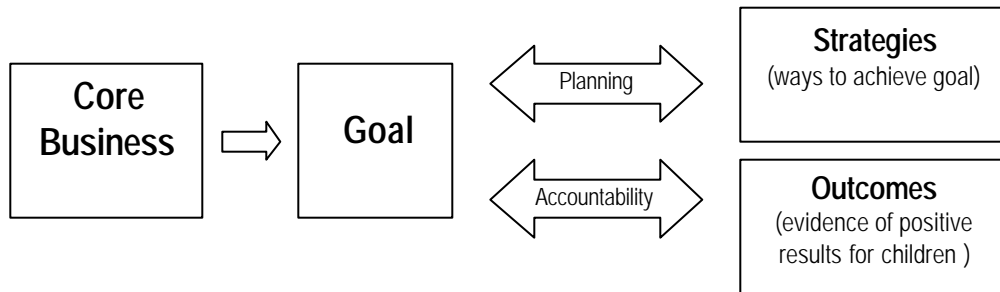 Core
Business
Goal
Planning
Strategies
(ways to achieve goal)
Accountability
Outcomes
(evidence of positive
results for children )